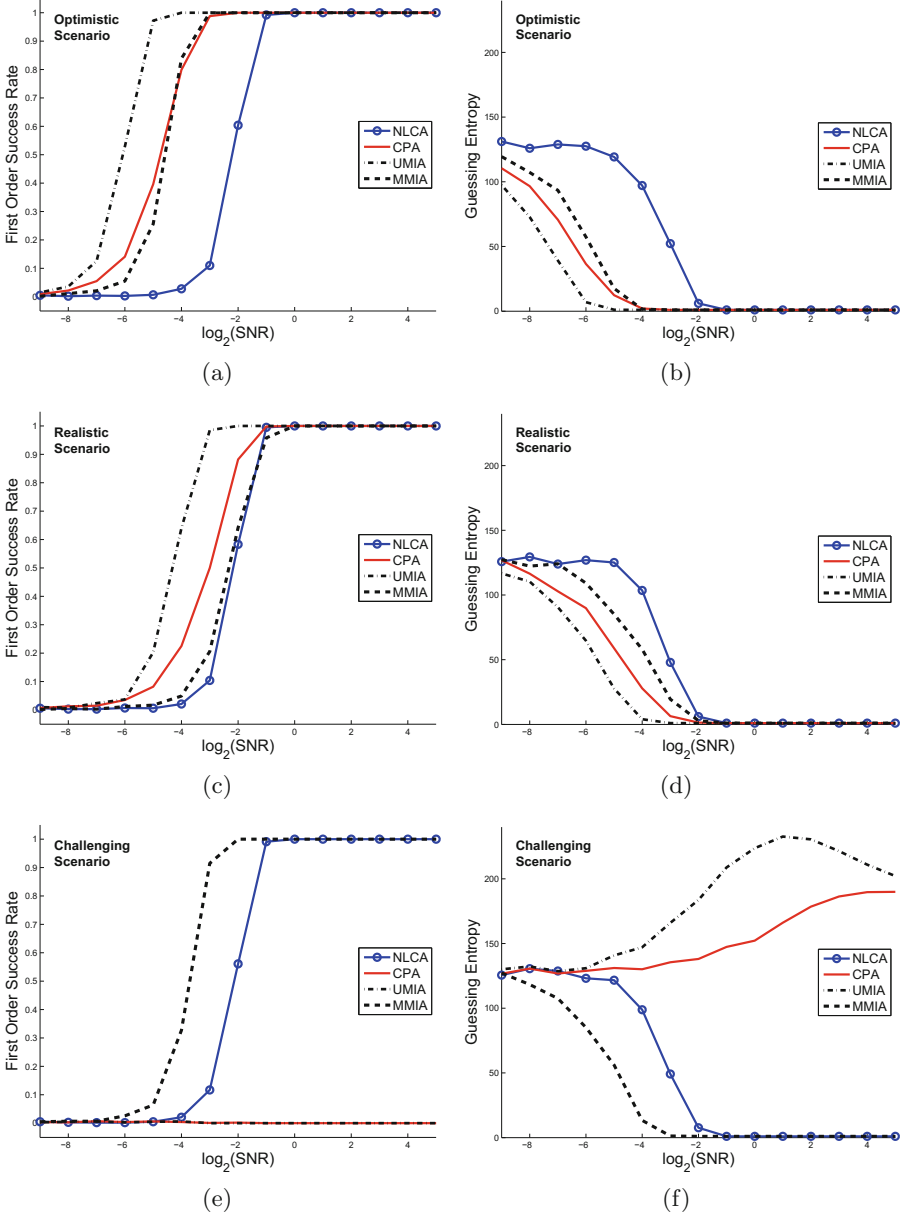 Optimistic
Scenario
First Order Success Rate
1
0.9
0.8
0.7
0.6
0.5
0.4
0.3
0.2
0.1
0
NLCA
CPA
UMIA
MMIA
−8 −6 −4 −2 0 2 4
log2(SNR)
(a)
Optimistic
Scenario
Guessing Entropy
200
150
100
50
0
NLCA
CPA
UMIA
MMIA
−8 −6 −4 −2 0 2 4
log2(SNR)
(b)
Realistic
Scenario
First Order Success Rate
1
0.9
0.8
0.7
0.6
0.5
0.4
0.3
0.2
0.1
0
NLCA
CPA
UMIA
MMIA
−8 −6 −4 −2 0 2 4
log2(SNR)
(c)
Realistic
Scenario
Guessing Entropy
200
150
100
50
0
NLCA
CPA
UMIA
MMIA
−8 −6 −4 −2 0 2 4
log2(SNR)
(d)
Challenging
Scenario
First Order Success Rate
1
0.9
0.8
0.7
0.6
0.5
0.4
0.3
0.2
0.1
0
NLCA
CPA
UMIA
MMIA
−8 −6 −4 −2 0 2 4
log2(SNR)
(e)
Challenging
Scenario
Guessing Entropy
200
150
100
50
0
NLCA
CPA
UMIA
MMIA
−8 −6 −4 −2 0 2 4
log2(SNR)
(f)